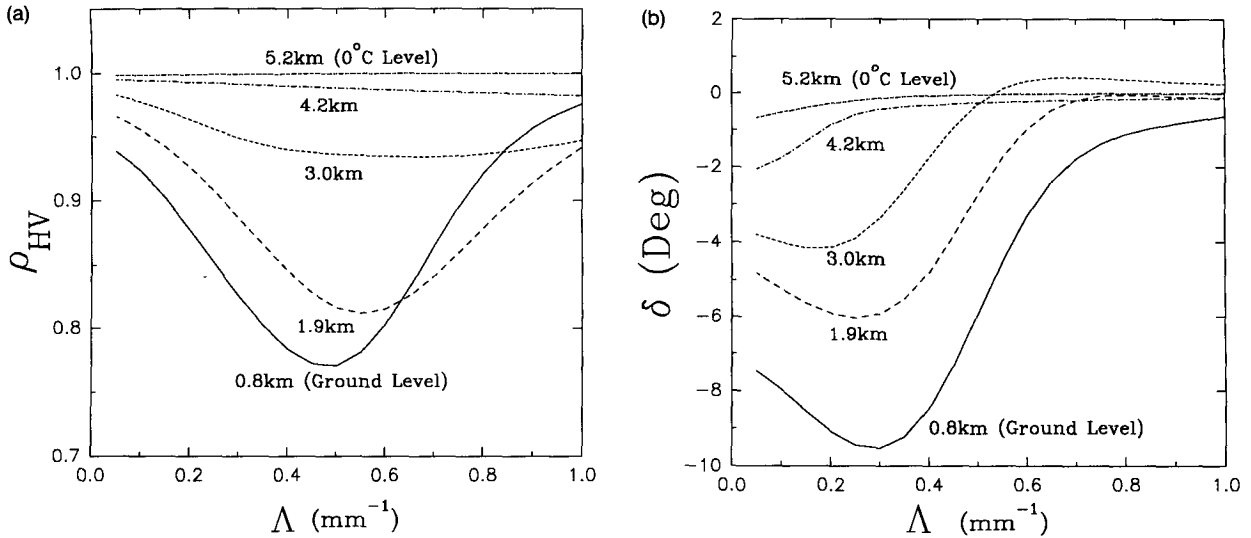 (a)
1.0
0.9
0.8
0.7
ρHV
5.2km (0°C Level)
4.2km
3.0km
1.9km
0.8km (Ground Level)
0.0 0.2 0.4 0.6 0.8 1.0
Λ (mm⁻¹)
(b)
2
0
−2
−4
−6
−8
−10
δ (Deg)
5.2km (0°C Level)
4.2km
3.0km
1.9km
0.8km (Ground Level)
0.0 0.2 0.4 0.6 0.8 1.0
Λ (mm⁻¹)